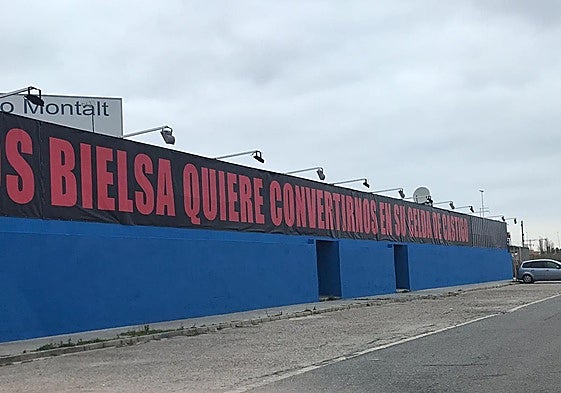 o Montalt
S BIELSA QUIERE CONVERTIRNOS EN SU CELDA DE CASTIGO